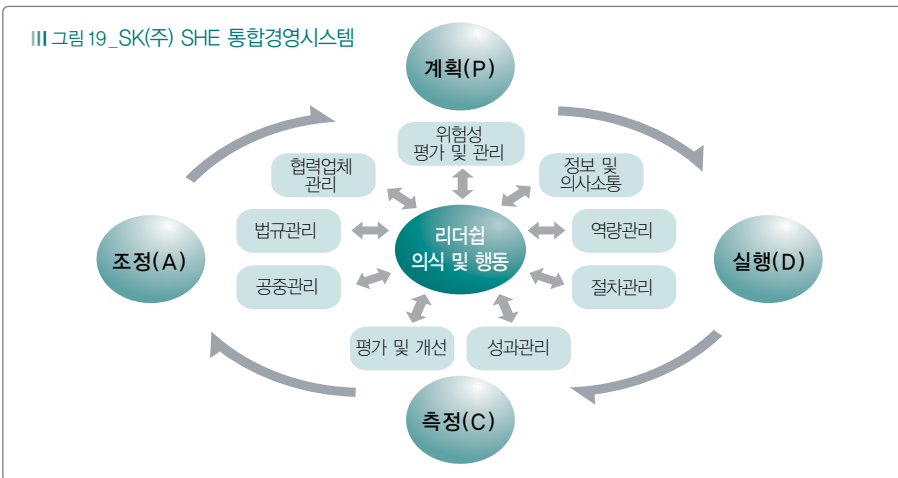 그림 19_SK(주) SHE 통합경영시스템
계획(P)
위험성
평가 및 관리
협력업체
관리
정보 및
의사소통
법규관리
리더쉽
의식 및 행동
역량관리
조정(A)
실행(D)
공중관리
절차관리
평가 및 개선
성과관리
측정(C)